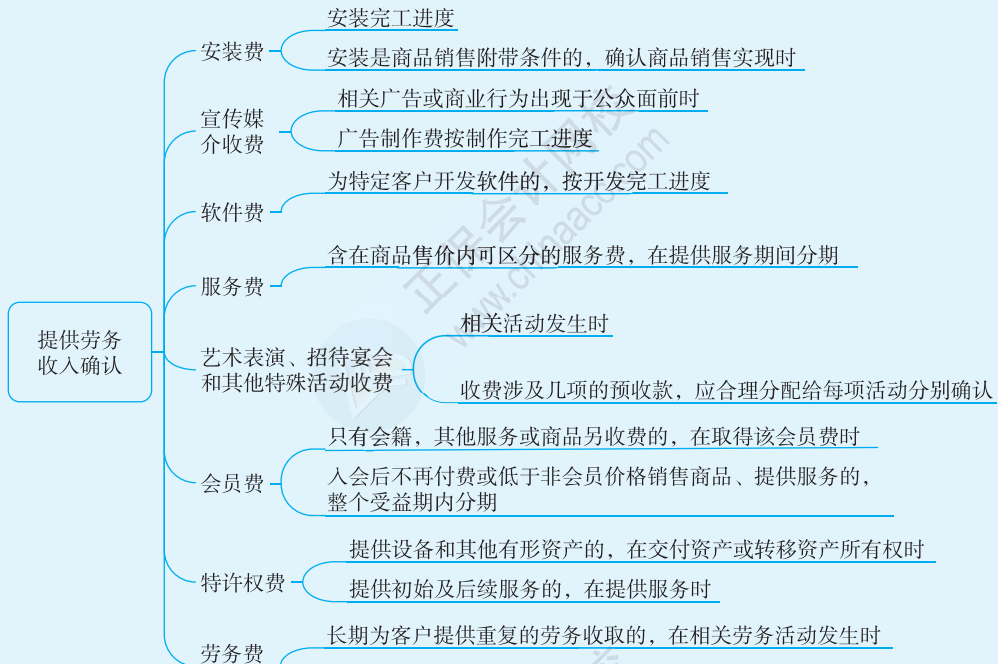 提供劳务
收入确认
安装费
安装完工进度
安装是商品销售附带条件的，确认商品销售实现时
宣传媒
介收费
相关广告或商业行为出现于公众面前时
广告制作费按制作完工进度
软件费
为特定客户开发软件的，按开发完工进度
服务费
含在商品售价内可区分的服务费，在提供服务期间分期
艺术表演、招待宴会
和其他特殊活动收费
相关活动发生时
收费涉及几项的预收款，应合理分配给每项活动分别确认
会员费
只有会籍，其他服务或商品另收费的，在取得该会员费时
入会后不再付费或低于非会员价格销售商品、提供服务的，
整个受益期内分期
特许权费
提供设备和其他有形资产的，在交付资产或转移资产所有权时
提供初始及后续服务的，在提供服务时
劳务费
长期为客户提供重复的劳务收取的，在相关劳务活动发生时
正保会计网校
www.chinaacc.com